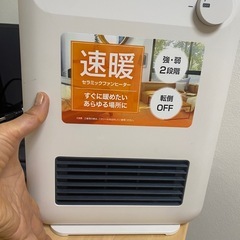 速暖
セラミックファンヒーター
すぐに暖めたい
あらゆる場所に
強・弱
2段階
転倒
OFF